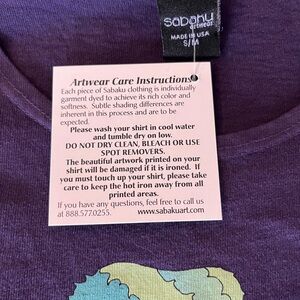 sabaku
artwear
MADE IN USA
S/M
Artwear Care Instructions
Each piece of Sabaku clothing is individually
garment dyed to achieve its rich color and
softness. Subtle shading differences are
inherent in this process and are to be
expected.
Please wash your shirt in cool water
and tumble dry on low.
DO NOT DRY CLEAN, BLEACH OR USE
SPOT REMOVERS.
The beautiful artwork printed on your
shirt will be damaged if it is ironed. If
you must touch up your shirt, please take
care to keep the hot iron away from all
printed areas.
If you have any questions, feel free to call us
at 888.577.0255. www.sabakuart.com